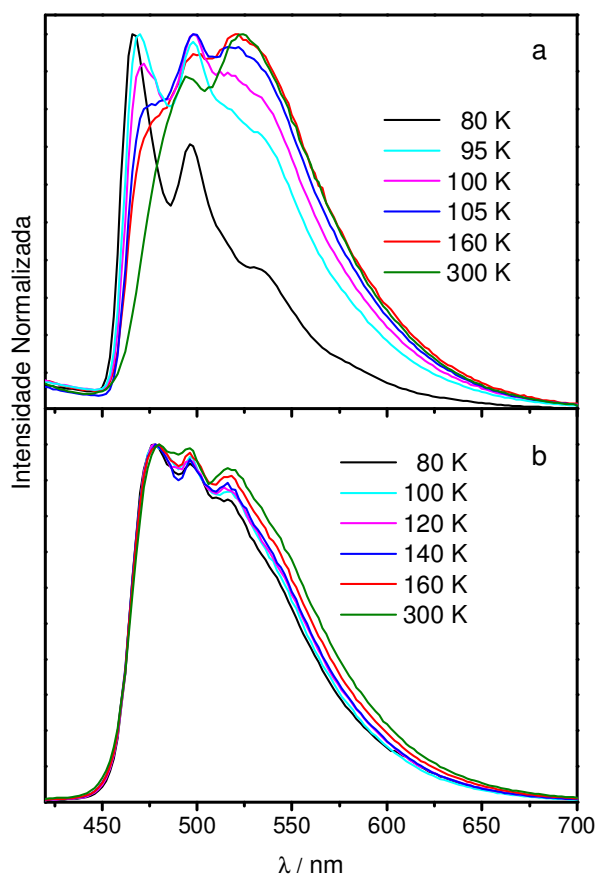 a
80 K
95 K
100 K
105 K
160 K
300 K
Intensidade Normalizada
b
80 K
100 K
120 K
140 K
160 K
300 K
450 500 550 600 650 700
λ / nm